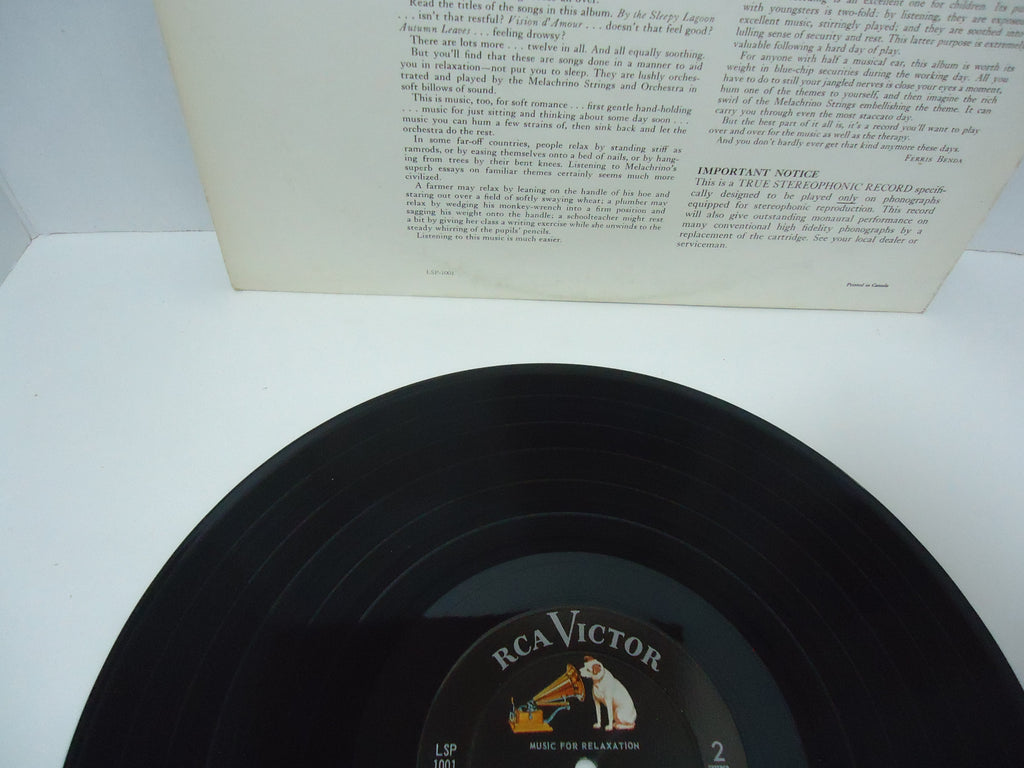 Read the titles of the songs in this album. By the Sleepy Lagoon
. . . isn't that restful? Vision d'Amour . . . doesn't that feel good?
Autumn Leaves . . . feeling drowsy?
There are lots more . . . twelve in all. And all equally soothing.
But you'll find that these are songs done in a manner to aid
you in relaxation—not put you to sleep. They are lushly orches-
trated and played by the Melachrino Strings and Orchestra in
soft billows of sound.
This is music, too, for soft romance . . . first gentle hand-holding
. . . music for just sitting and thinking about some day soon . . .
music you can hum a few strains of, then sink back and let the
orchestra do the rest.
In some far-off countries, people relax by standing stiff as
ramrods, or by easing themselves onto a bed of nails, or by hang-
ing from trees by their bent knees. Listening to Melachrino's
superb essays on familiar themes certainly seems much more
civilized.
A farmer may relax by leaning on the handle of his hoe and
staring out over a field of softly swaying wheat; a plumber may
relax by wedging his monkey-wrench into a firm position and
sagging his weight onto the handle; a schoolteacher might rest
a bit by giving her class a writing exercise while she unwinds to the
steady whirring of the pupils' pencils.
Listening to this music is much easier.
LSP-1001
is an excellent one for children. Its
with youngsters is two-fold: by listening, they are exposed
excellent music, stirringly played; and they are soothed into
lulling sense of security and rest. This latter purpose is extremely
valuable following a hard day of play.
For anyone with half a musical ear, this album is worth its
weight in blue-chip securities during the working day. All you
have to do to still your jangled nerves is close your eyes a moment,
hum one of the themes to yourself, and then imagine the rich
swirl of the Melachrino Strings embellishing the theme. It can
carry you through even the most staccato day.
But the best part of it all is, it's a record you'll want to play
over and over for the music as well as the therapy.
And you don't hardly ever get that kind anymore these days.
FERRIS BENDA
IMPORTANT NOTICE
This is a TRUE STEREOPHONIC RECORD specifi-
cally designed to be played only on phonographs
equipped for stereophonic reproduction. This record
will also give outstanding monaural performance on
many conventional high fidelity phonographs by a
replacement of the cartridge. See your local dealer or
serviceman.
Printed in Canada
RCA VICTOR
MUSIC FOR RELAXATION
LSP
1001
2